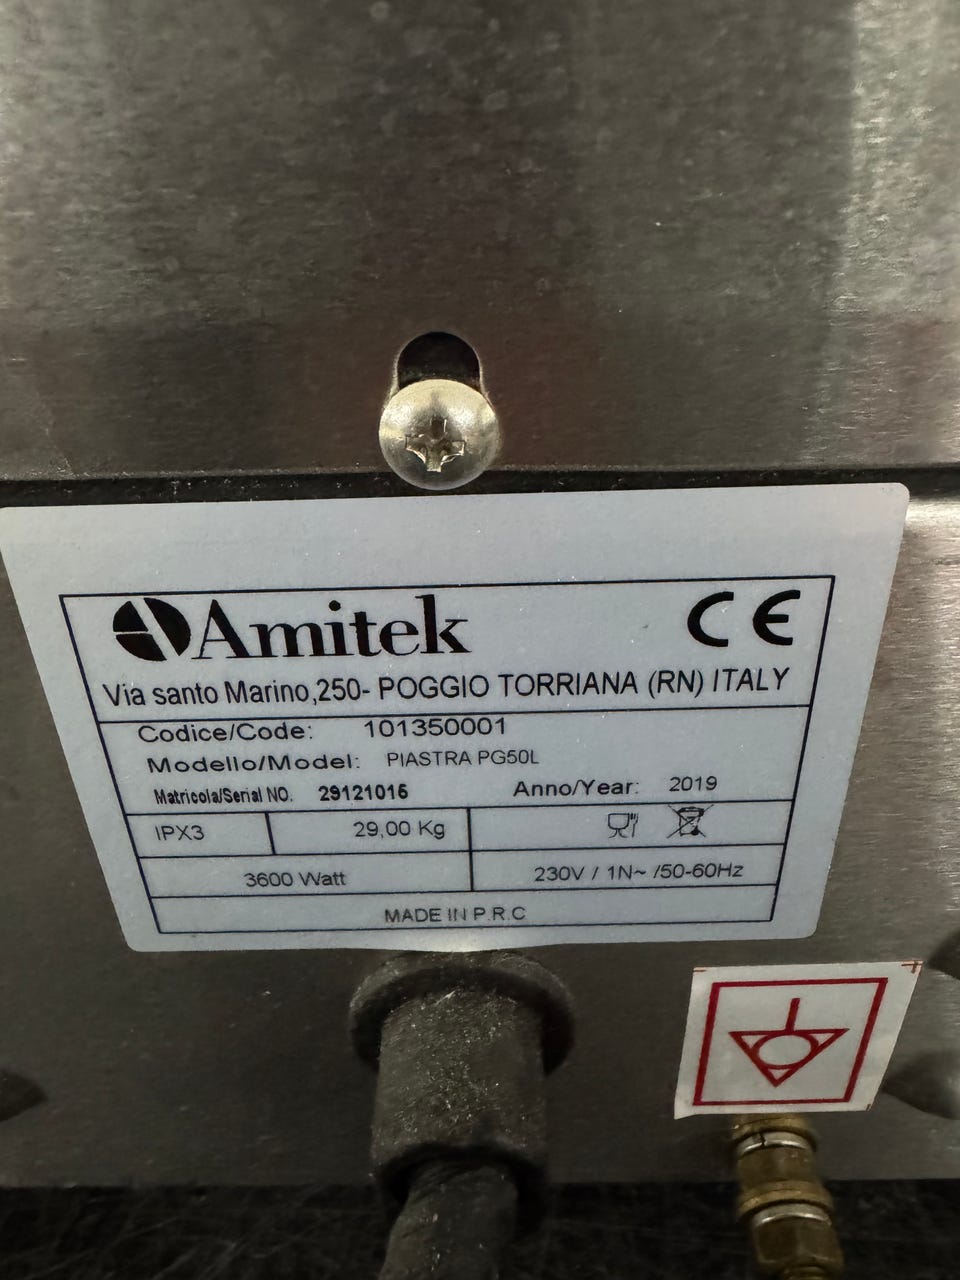 Amitek CE
Via santo Marino,250- POGGIO TORRIANA (RN) ITALY
Codice/Code: 101350001
Modello/Model: PIASTRA PG50L
Matricola/Serial NO. 29121015 Anno/Year: 2019
IPX3 29,00 Kg
3600 Watt 230V / 1N~ /50-60Hz
MADE IN P.R.C